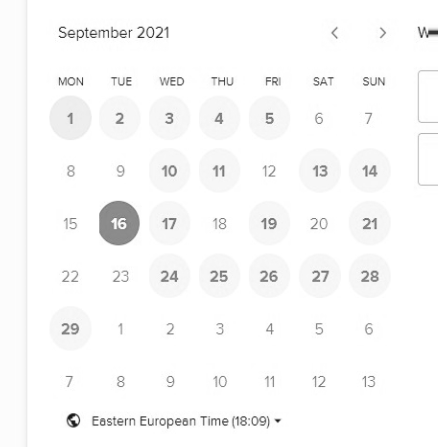 September 2021
MON TUE WED THU FRI SAT SUN
1 2 3 4 5 6 7
8 9 10 11 12 13 14
15 16 17 18 19 20 21
22 23 24 25 26 27 28
29 1 2 3 4 5 6
7 8 9 10 11 12 13
Eastern European Time (18:09)